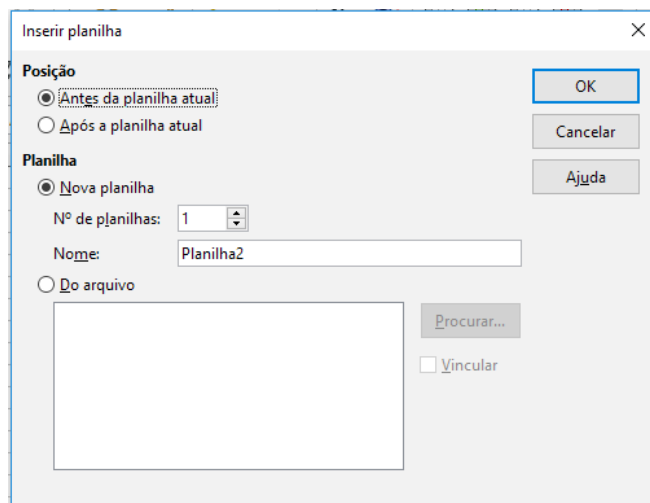 Inserir planilha
Posição
Antes da planilha atual
Após a planilha atual
OK
Cancelar
Ajuda
Planilha
Nova planilha
Nº de planilhas: 1
Nome: Planilha2
Do arquivo
Procurar...
Vincular